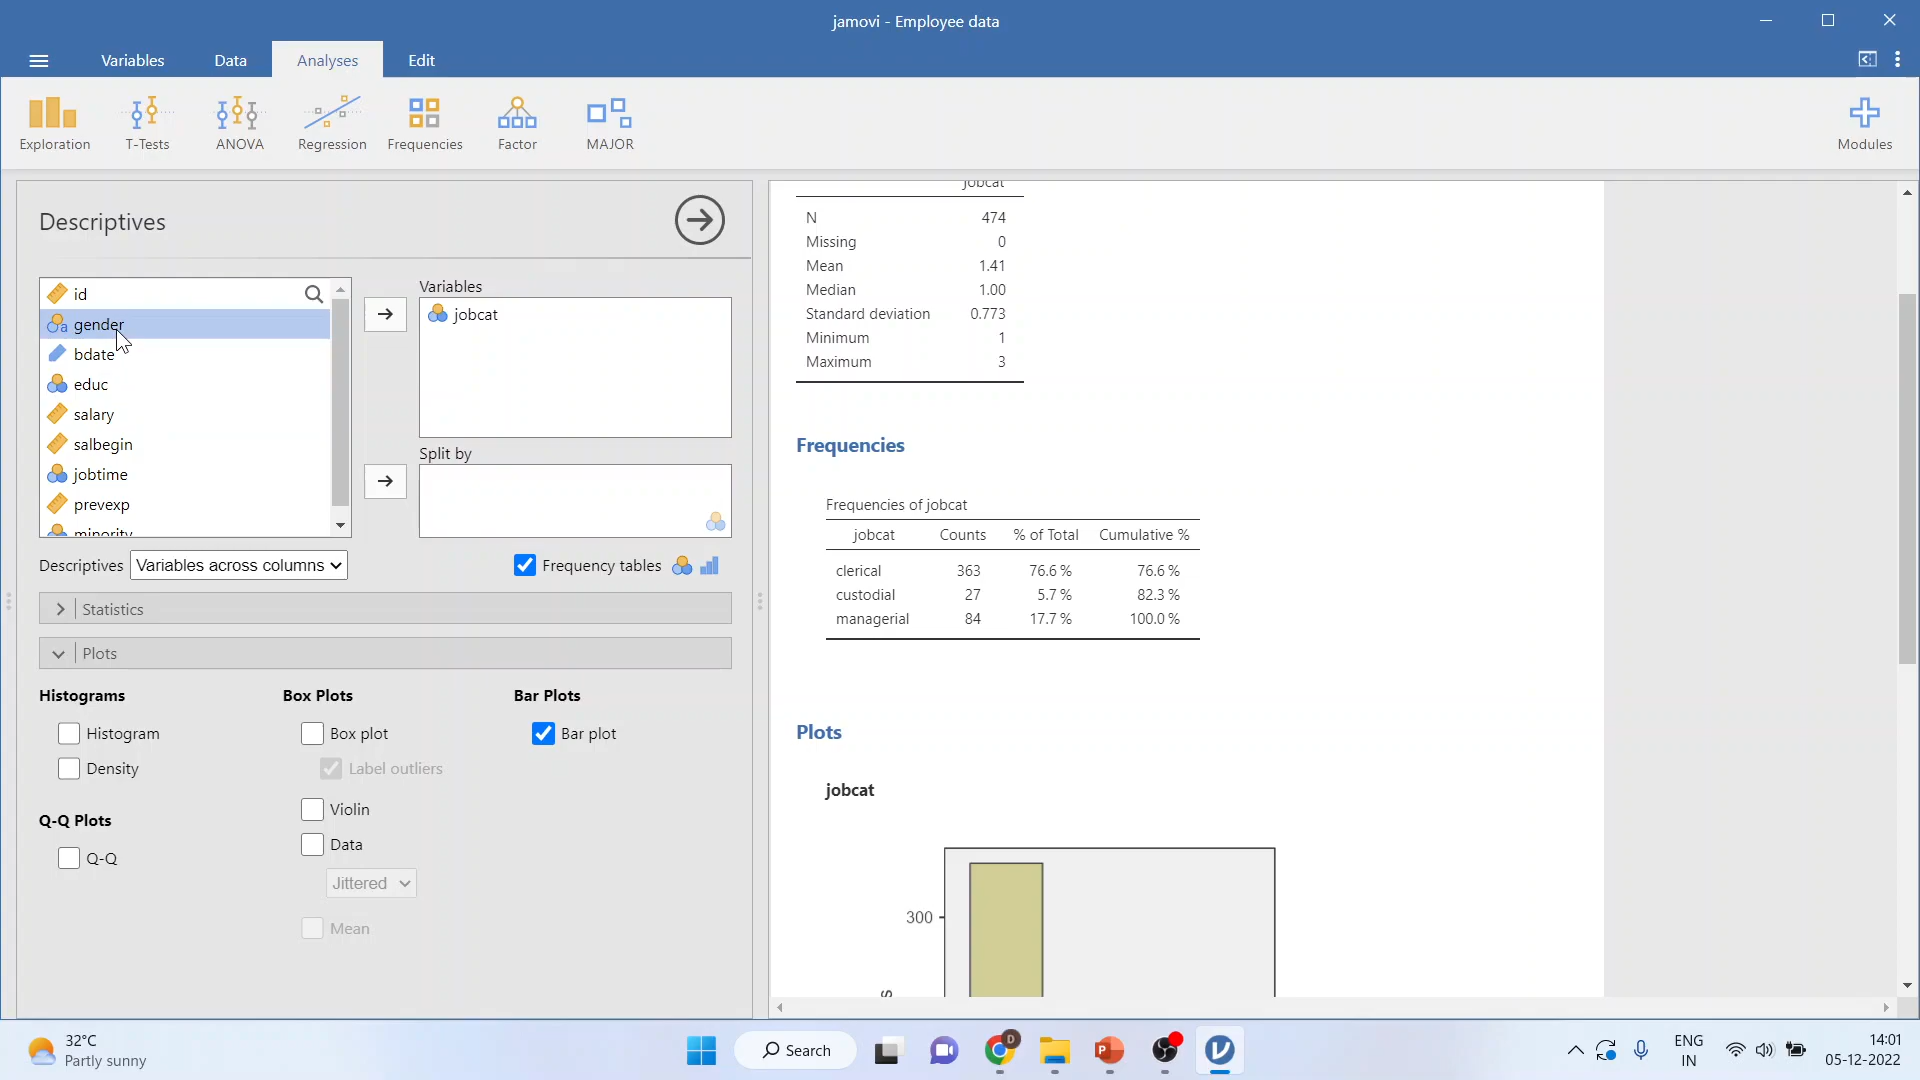 jamovi - Employee data
Variables
Data
Analyses
Edit
Exploration
T-Tests
ANOVA
Regression
Frequencies
Factor
MAJOR
Modules
Descriptives
id
gender
bdate
educ
salary
salbegin
jobtime
prevexp
minority
Variables
jobcat
Split by
Descriptives Variables across columns
Frequency tables
Statistics
Plots
Histograms
Histogram
Density
Q-Q Plots
Q-Q
Box Plots
Box plot
Label outliers
Violin
Data
Jittered
Mean
Bar Plots
Bar plot
jobcat
N 474
Missing 0
Mean 1.41
Median 1.00
Standard deviation 0.773
Minimum 1
Maximum 3
Frequencies
Frequencies of jobcat
jobcat Counts % of Total Cumulative %
clerical 363 76.6 % 76.6 %
custodial 27 5.7 % 82.3 %
managerial 84 17.7 % 100.0 %
Plots
jobcat
300
s
32°C
Partly sunny
Search
D
P
ENG
IN
14:01
05-12-2022